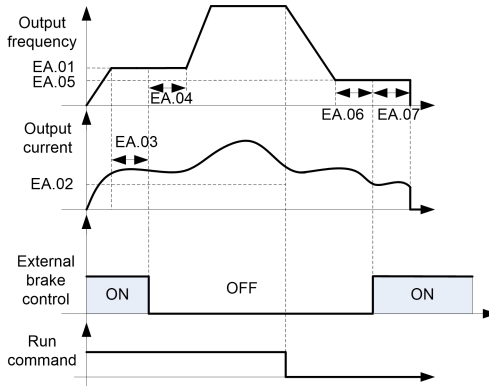 Output
frequency
EA.01
EA.05
EA.04
EA.06
EA.07
Output
current
EA.03
EA.02
External
brake
control
ON
OFF
ON
Run
command